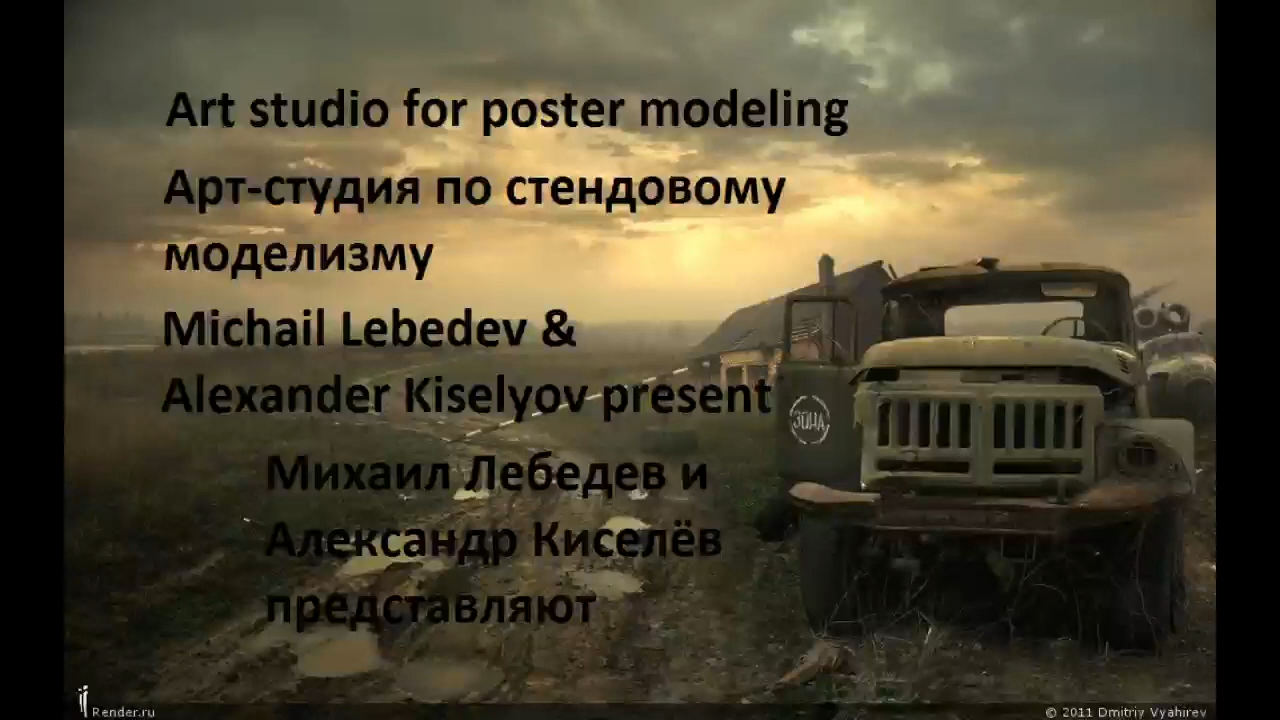 Art studio for poster modeling
Арт-студия по стендовому
моделизму
Michail Lebedev &
Alexander Kiselyov present
Михаил Лебедев и
Александр Киселёв
представляют
ЗОНА
Render.ru
© 2011 Dmitriy Vyahirev